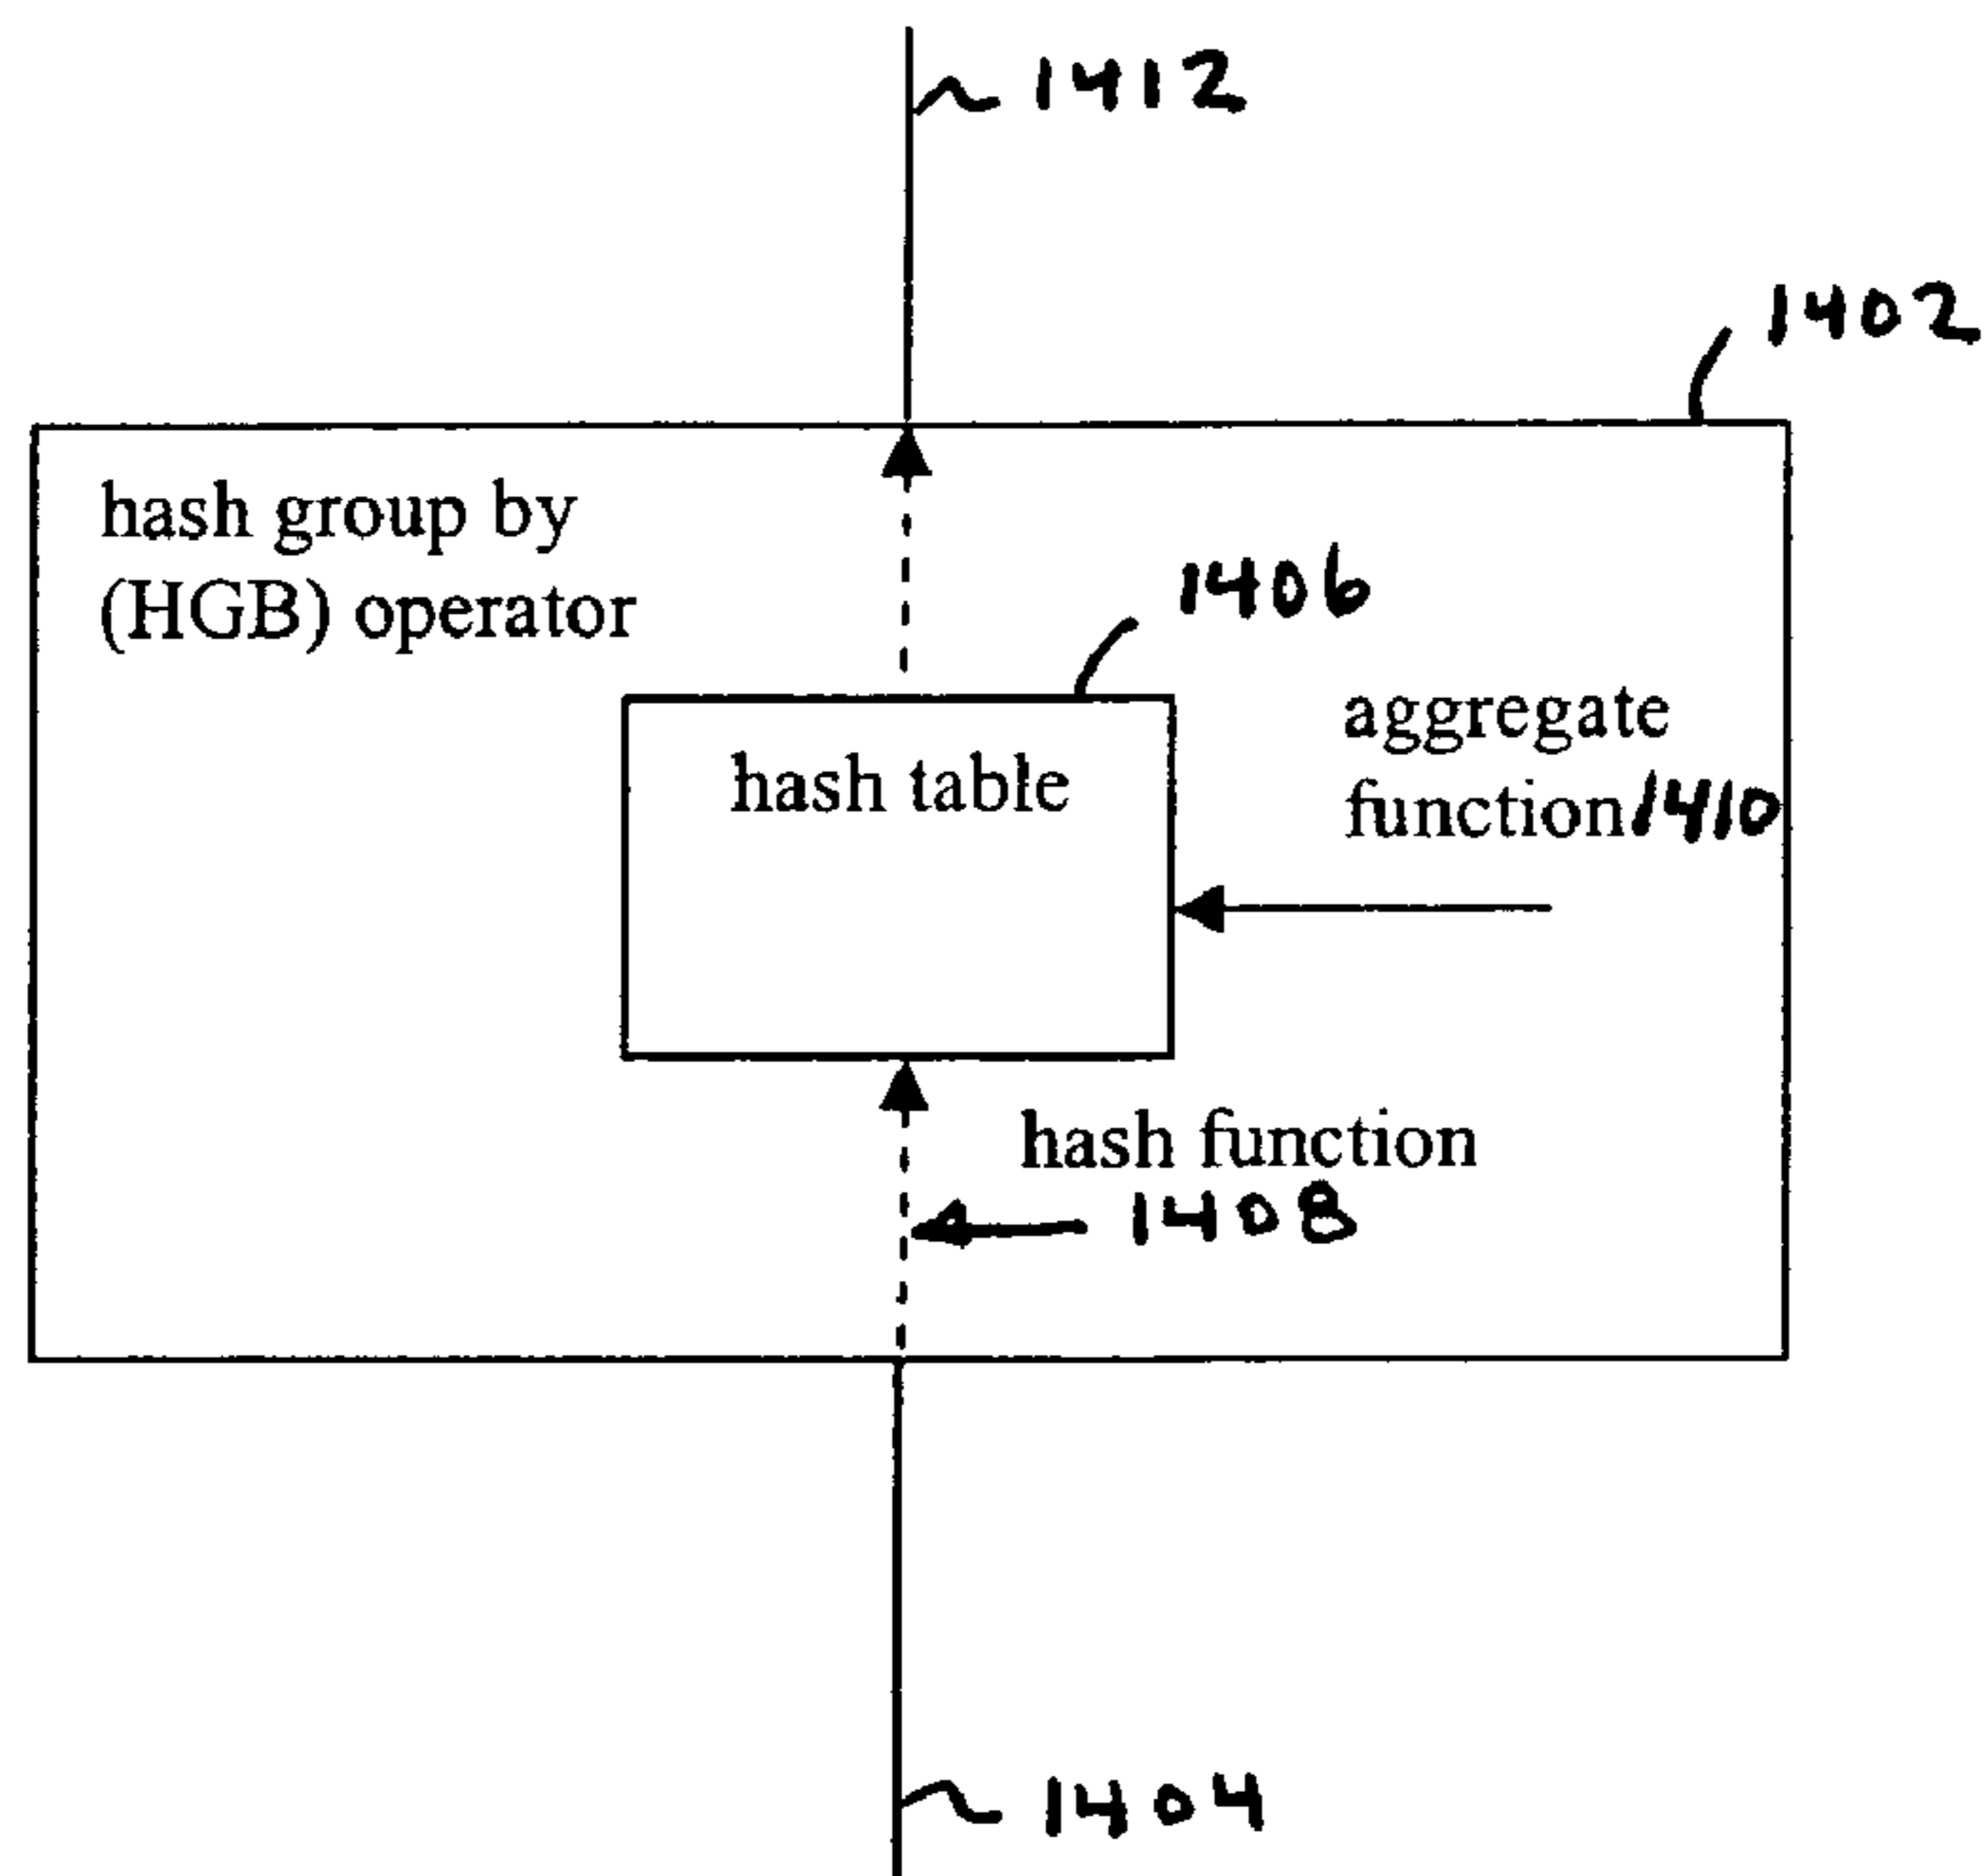 1412
1402
hash group by
(HGB) operator
1406
aggregate
function 1410
hash table
hash function
1408
1404